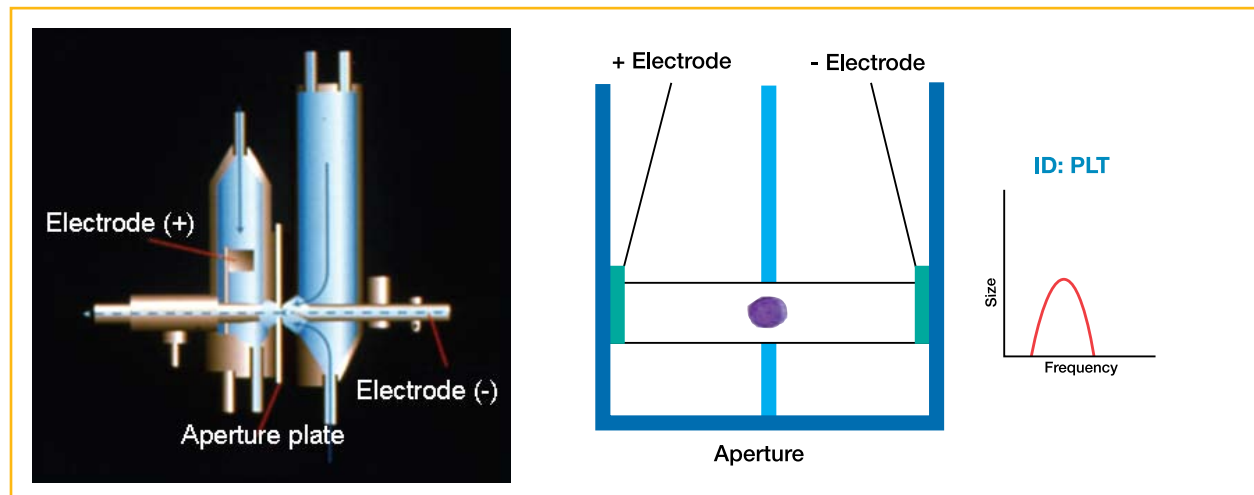 Electrode (+)
Electrode (-)
Aperture plate
+ Electrode
- Electrode
Aperture
ID: PLT
Size
Frequency